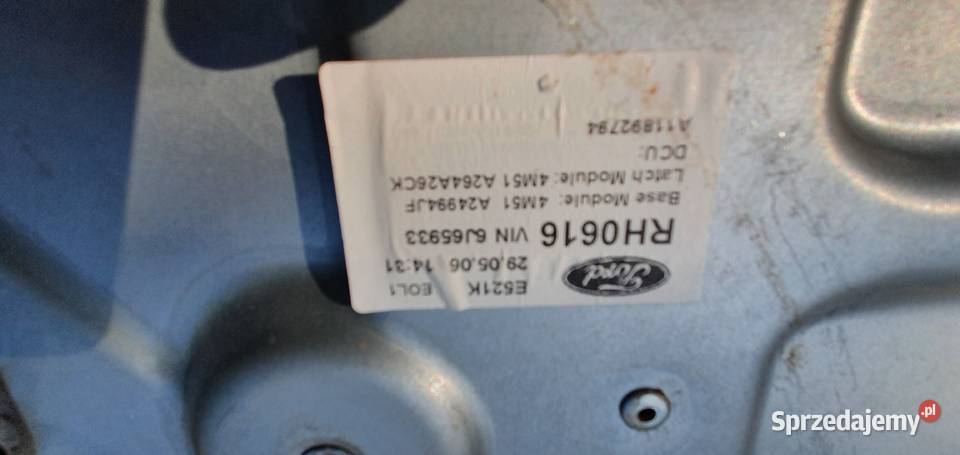 Ford
E521K EOL1
29.05.06 14:31
RH0616 VIN 6J65933
Base Module: 4M51 A24994JF
Latch Module: 4M51 A264A26CK
DCU:
A11892794
Sprzedajemy.pl